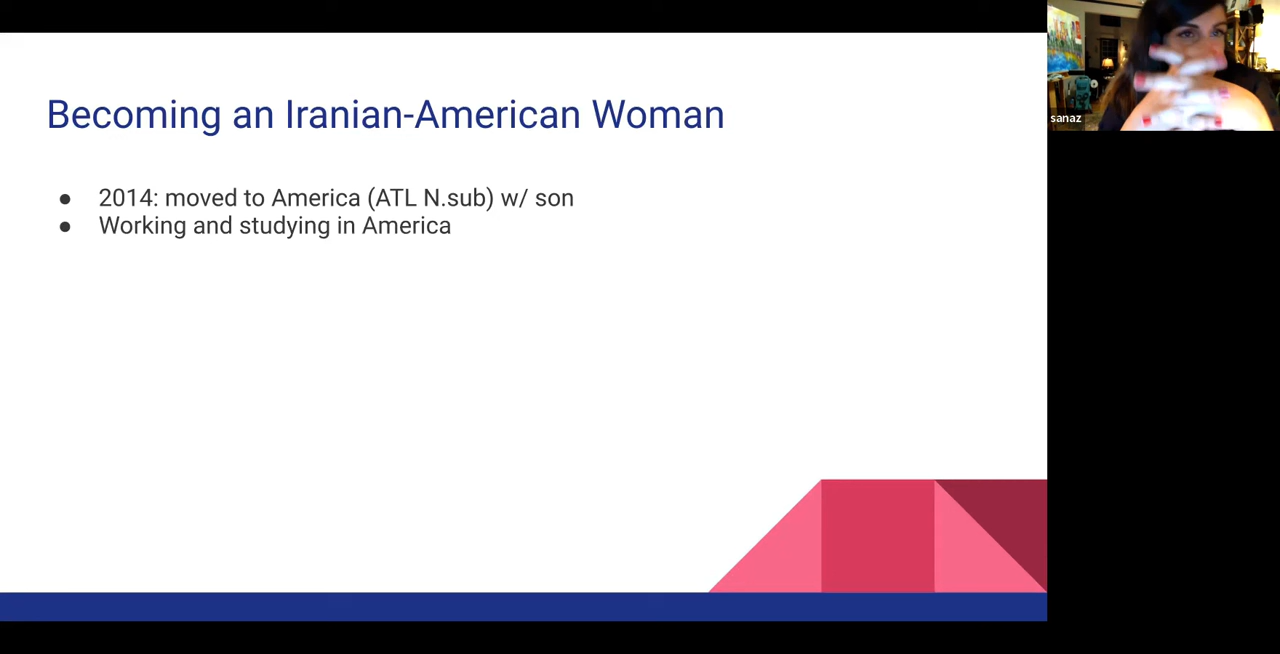 Becoming an Iranian-American Woman
● 2014: moved to America (ATL N.sub) w/ son
● Working and studying in America
sanaz